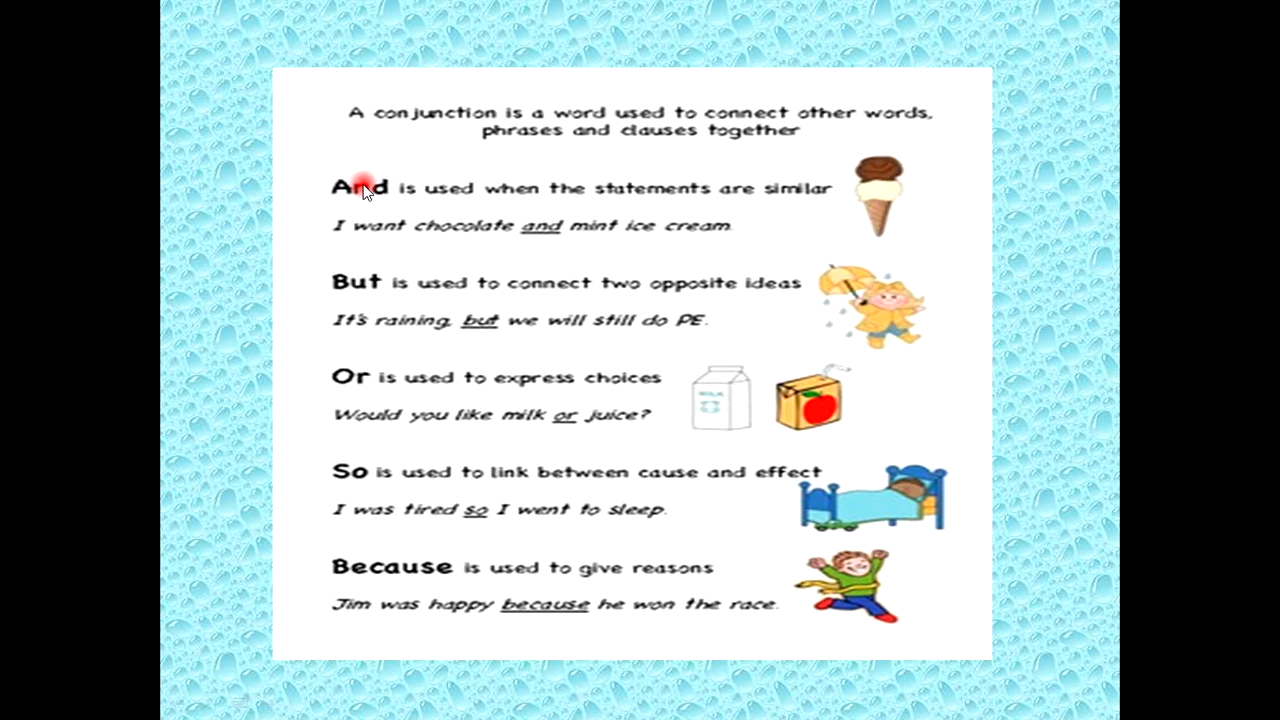 A conjunction is a word used to connect other words,
phrases and clauses together
And is used when the statements are similar
I want chocolate and mint ice cream.
But is used to connect two opposite ideas
It's raining, but we will still do PE.
Or is used to express choices
Would you like milk or juice?
MILK
So is used to link between cause and effect
I was tired so I went to sleep.
Because is used to give reasons
Jim was happy because he won the race.